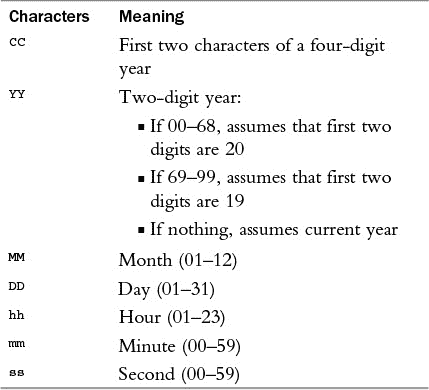 Characters Meaning
CC First two characters of a four-digit
year
YY Two-digit year:
■ If 00–68, assumes that first two
digits are 20
■ If 69–99, assumes that first two
digits are 19
■ If nothing, assumes current year
MM Month (01–12)
DD Day (01–31)
hh Hour (01–23)
mm Minute (00–59)
ss Second (00–59)